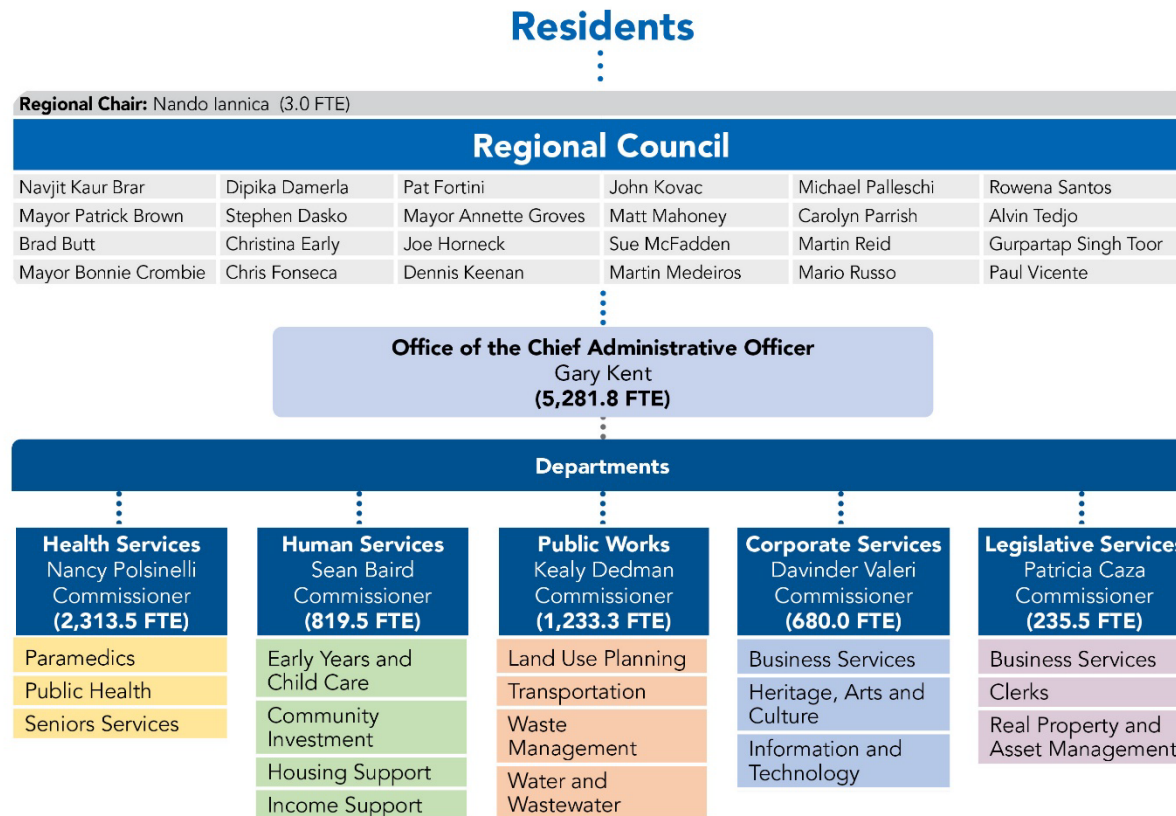 Residents
Regional Chair: Nando Iannica (3.0 FTE)
Regional Council
Navjit Kaur Brar
Dipika Damerla
Pat Fortini
John Kovac
Michael Palleschi
Rowena Santos
Mayor Patrick Brown
Stephen Dasko
Mayor Annette Groves
Matt Mahoney
Carolyn Parrish
Alvin Tedjo
Brad Butt
Christina Early
Joe Horneck
Sue McFadden
Martin Reid
Gurpartap Singh Toor
Mayor Bonnie Crombie
Chris Fonseca
Dennis Keenan
Martin Medeiros
Mario Russo
Paul Vicente
Office of the Chief Administrative Officer
Gary Kent
(5,281.8 FTE)
Departments
Health Services
Nancy Polsinelli
Commissioner
(2,313.5 FTE)
Paramedics
Public Health
Seniors Services
Human Services
Sean Baird
Commissioner
(819.5 FTE)
Early Years and
Child Care
Community
Investment
Housing Support
Income Support
Public Works
Kealy Dedman
Commissioner
(1,233.3 FTE)
Land Use Planning
Transportation
Waste
Management
Water and
Wastewater
Corporate Services
Davinder Valeri
Commissioner
(680.0 FTE)
Business Services
Heritage, Arts and
Culture
Information and
Technology
Legislative Services
Patricia Caza
Commissioner
(235.5 FTE)
Business Services
Clerks
Real Property and
Asset Management